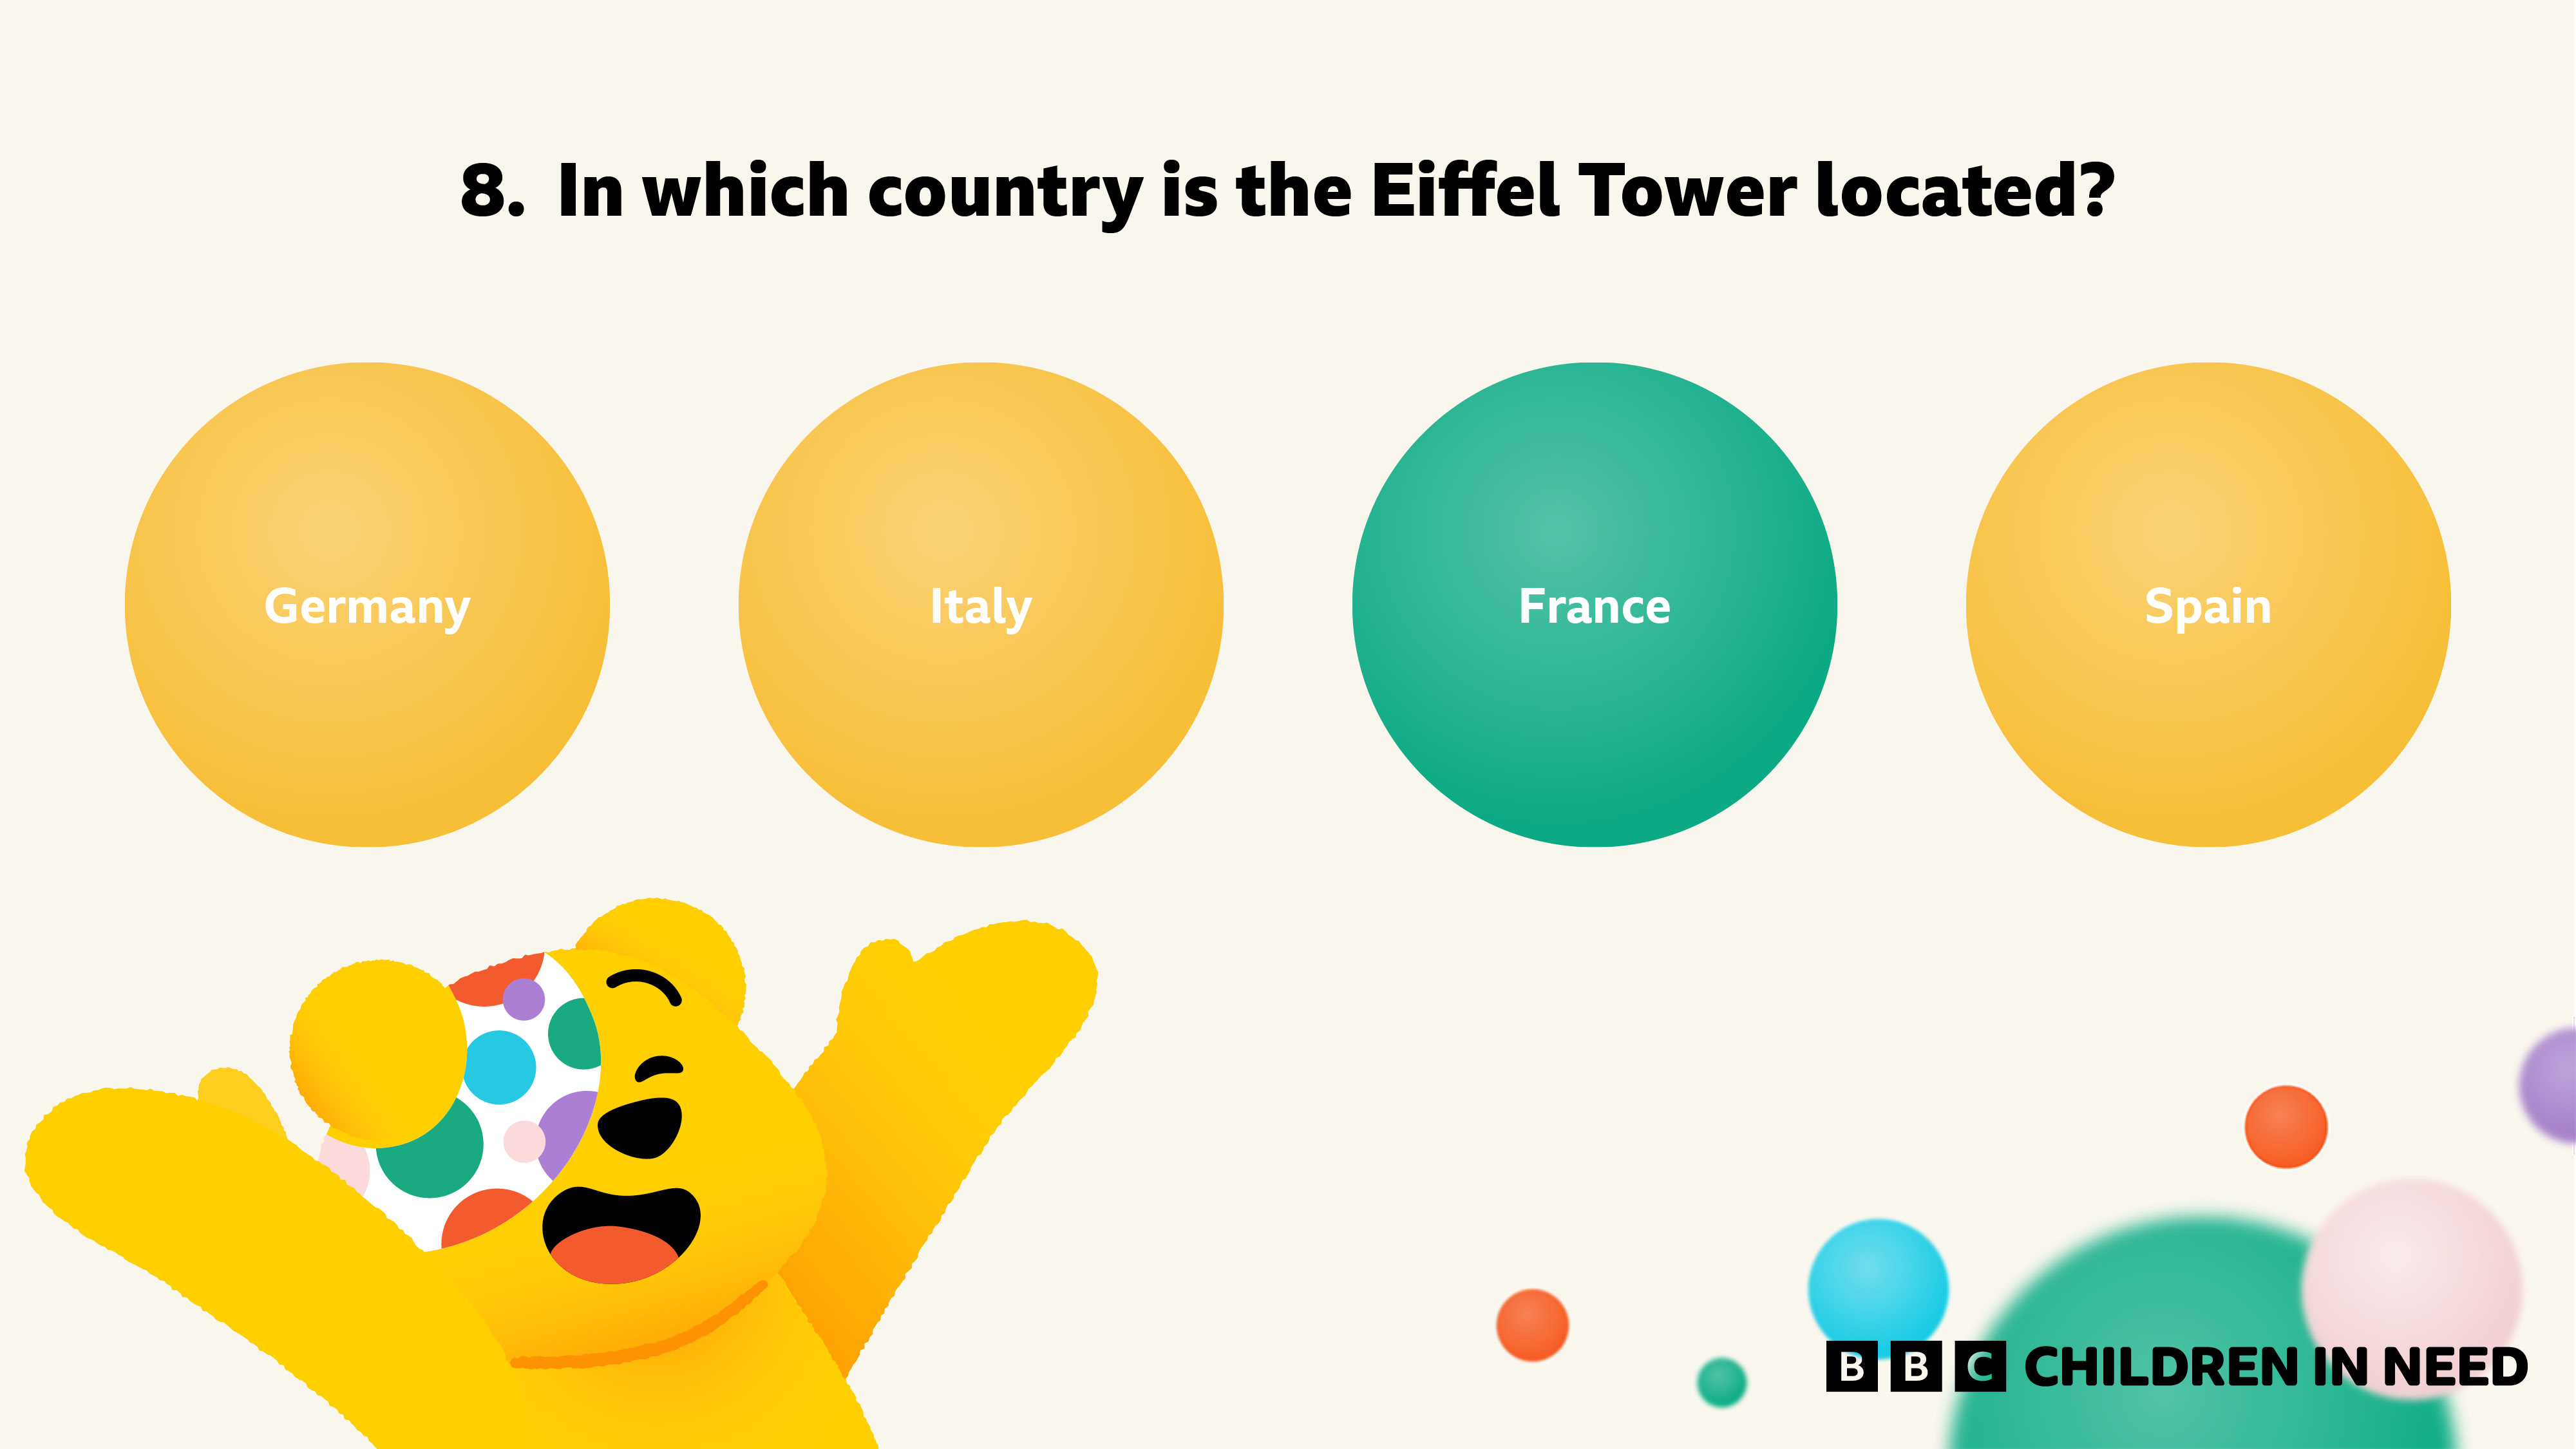 8. In which country is the Eiffel Tower located?
Germany
Italy
France
Spain
BBC CHILDREN IN NEED